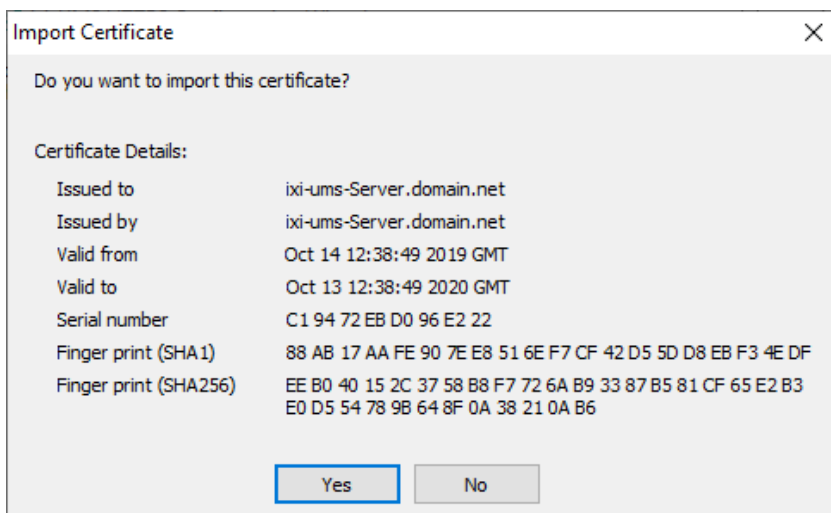 Import Certificate
Do you want to import this certificate?
Certificate Details:
Issued to ixi-ums-Server.domain.net
Issued by ixi-ums-Server.domain.net
Valid from Oct 14 12:38:49 2019 GMT
Valid to Oct 13 12:38:49 2020 GMT
Serial number C1 94 72 EB D0 96 E2 22
Finger print (SHA1) 88 AB 17 AA FE 90 7E E8 51 6E F7 CF 42 D5 5D D8 EB F3 4E DF
Finger print (SHA256) EE B0 40 15 2C 37 58 B8 F7 72 6A B9 33 87 B5 81 CF 65 E2 B3
E0 D5 54 78 9B 64 8F 0A 38 21 0A B6
Yes No